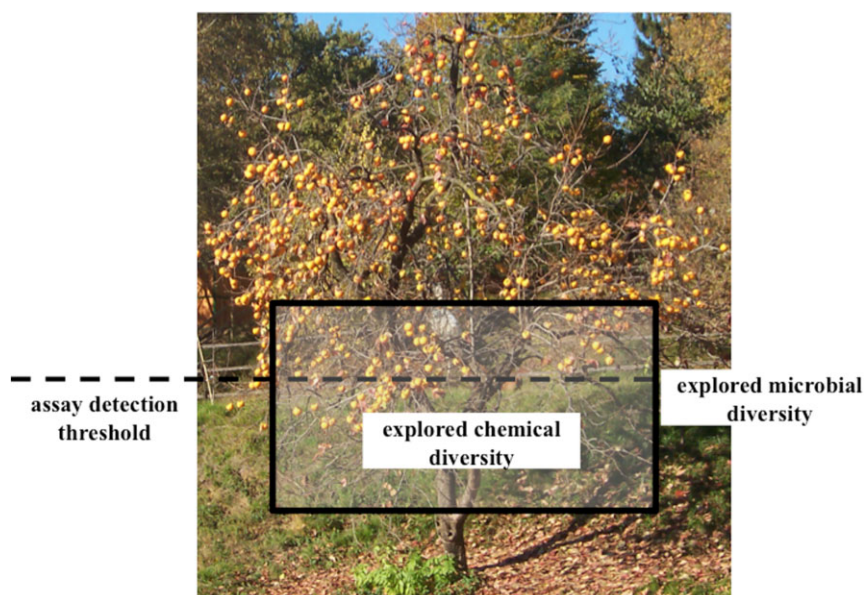 assay detection
threshold
explored chemical
diversity
explored microbial
diversity